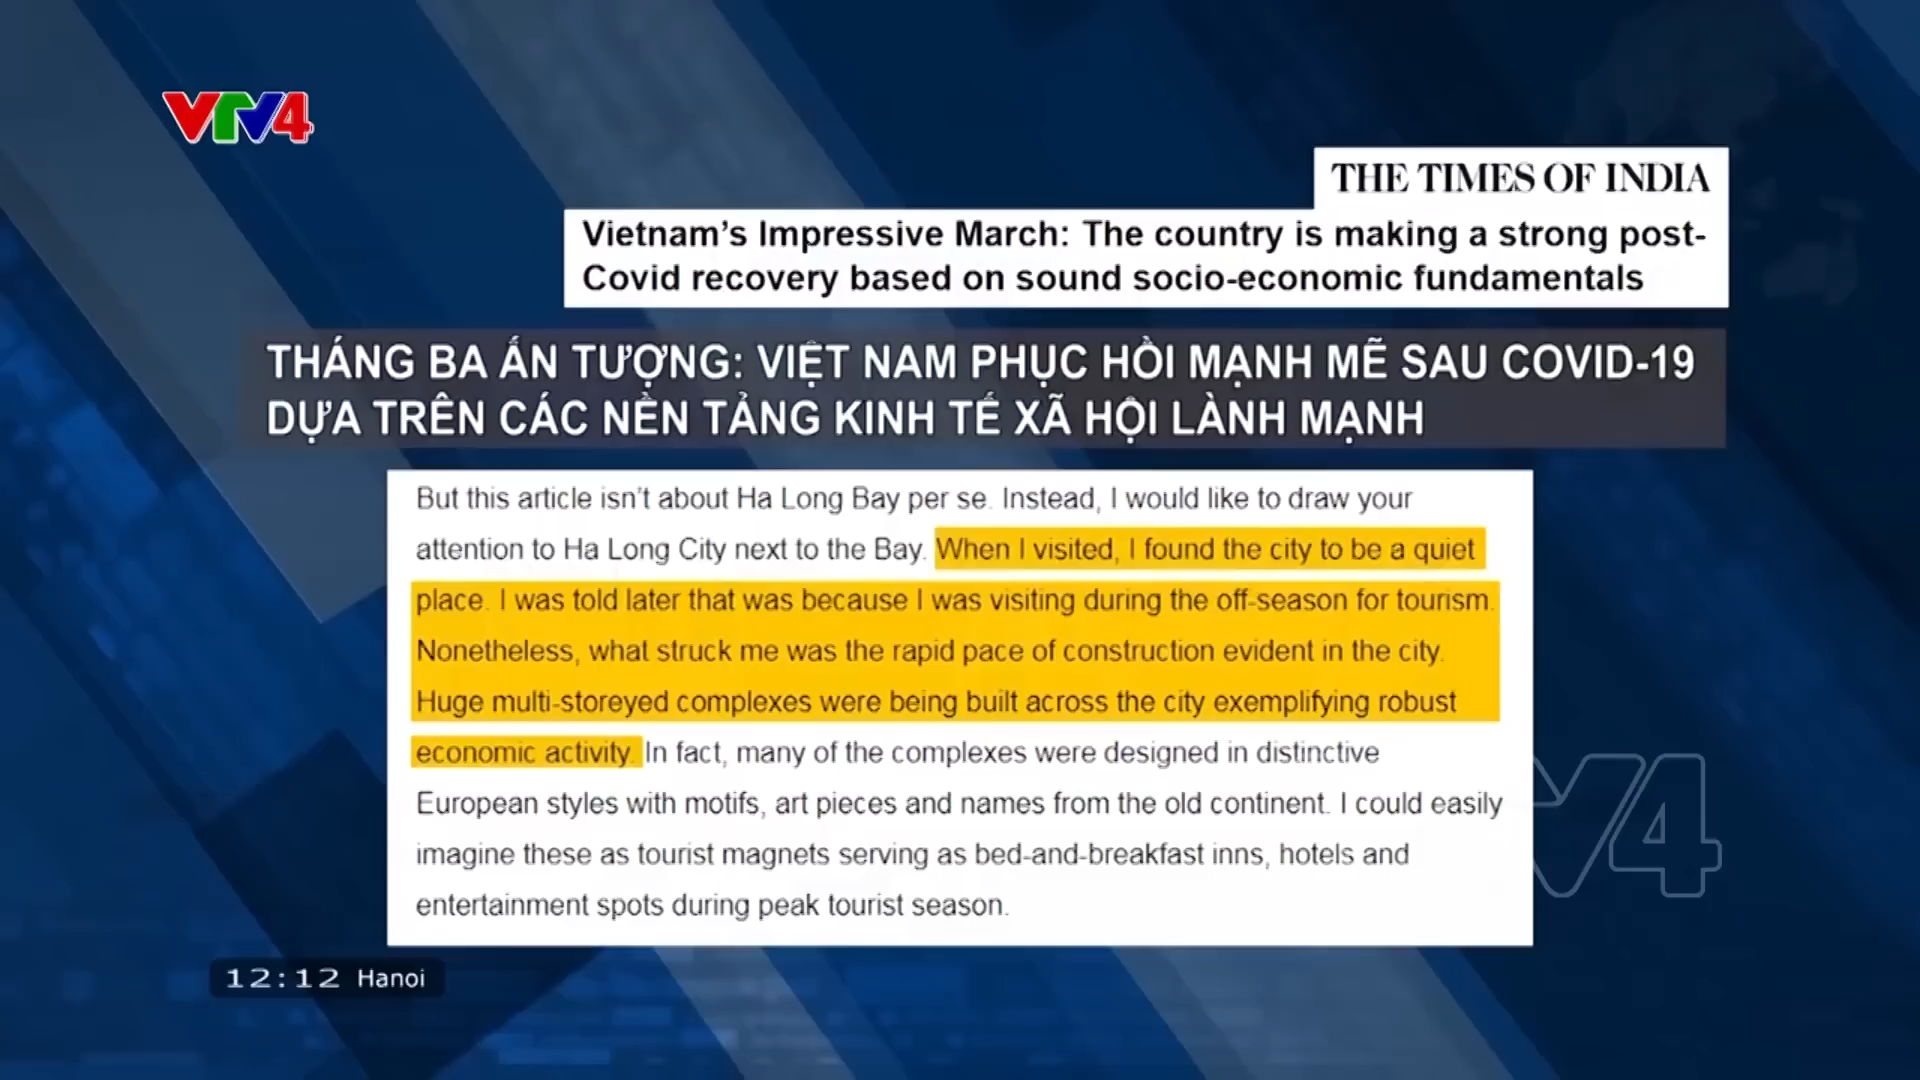 VTV4
THE TIMES OF INDIA
Vietnam's Impressive March: The country is making a strong post-
Covid recovery based on sound socio-economic fundamentals
THÁNG BA ẤN TƯỢNG: VIỆT NAM PHỤC HỒI MẠNH MẼ SAU COVID-19
DỰA TRÊN CÁC NỀN TẢNG KINH TẾ XÃ HỘI LÀNH MẠNH
But this article isn't about Ha Long Bay per se. Instead, I would like to draw your
attention to Ha Long City next to the Bay. When I visited, I found the city to be a quiet
place. I was told later that was because I was visiting during the off-season for tourism.
Nonetheless, what struck me was the rapid pace of construction evident in the city.
Huge multi-storeyed complexes were being built across the city exemplifying robust
economic activity. In fact, many of the complexes were designed in distinctive
European styles with motifs, art pieces and names from the old continent. I could easily
imagine these as tourist magnets serving as bed-and-breakfast inns, hotels and
entertainment spots during peak tourist season.
V4
12:12 Hanoi